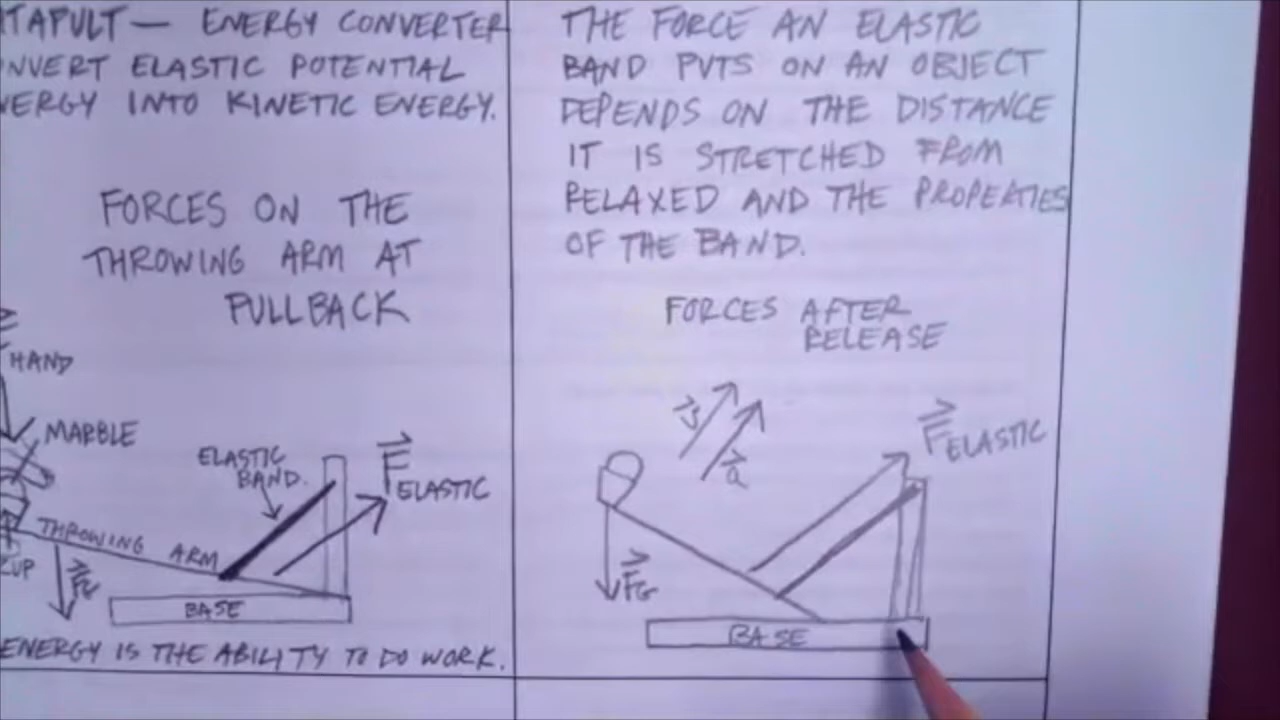 TAPULT — ENERGY CONVERTER
NVERT ELASTIC POTENTIAL
ERGY INTO KINETIC ENERGY.
FORCES ON THE
THROWING ARM AT
PULLBACK
HAND
MARBLE
ELASTIC
BAND.
F ELASTIC
THROWING ARM
CUP
FG
BASE
ENERGY IS THE ABILITY TO DO WORK.
THE FORCE AN ELASTIC
BAND PUTS ON AN OBJECT
DEPENDS ON THE DISTANCE
IT IS STRETCHED FROM
RELAXED AND THE PROPERTIES
OF THE BAND.
FORCES AFTER
RELEASE
v
a
F ELASTIC
FG
BASE